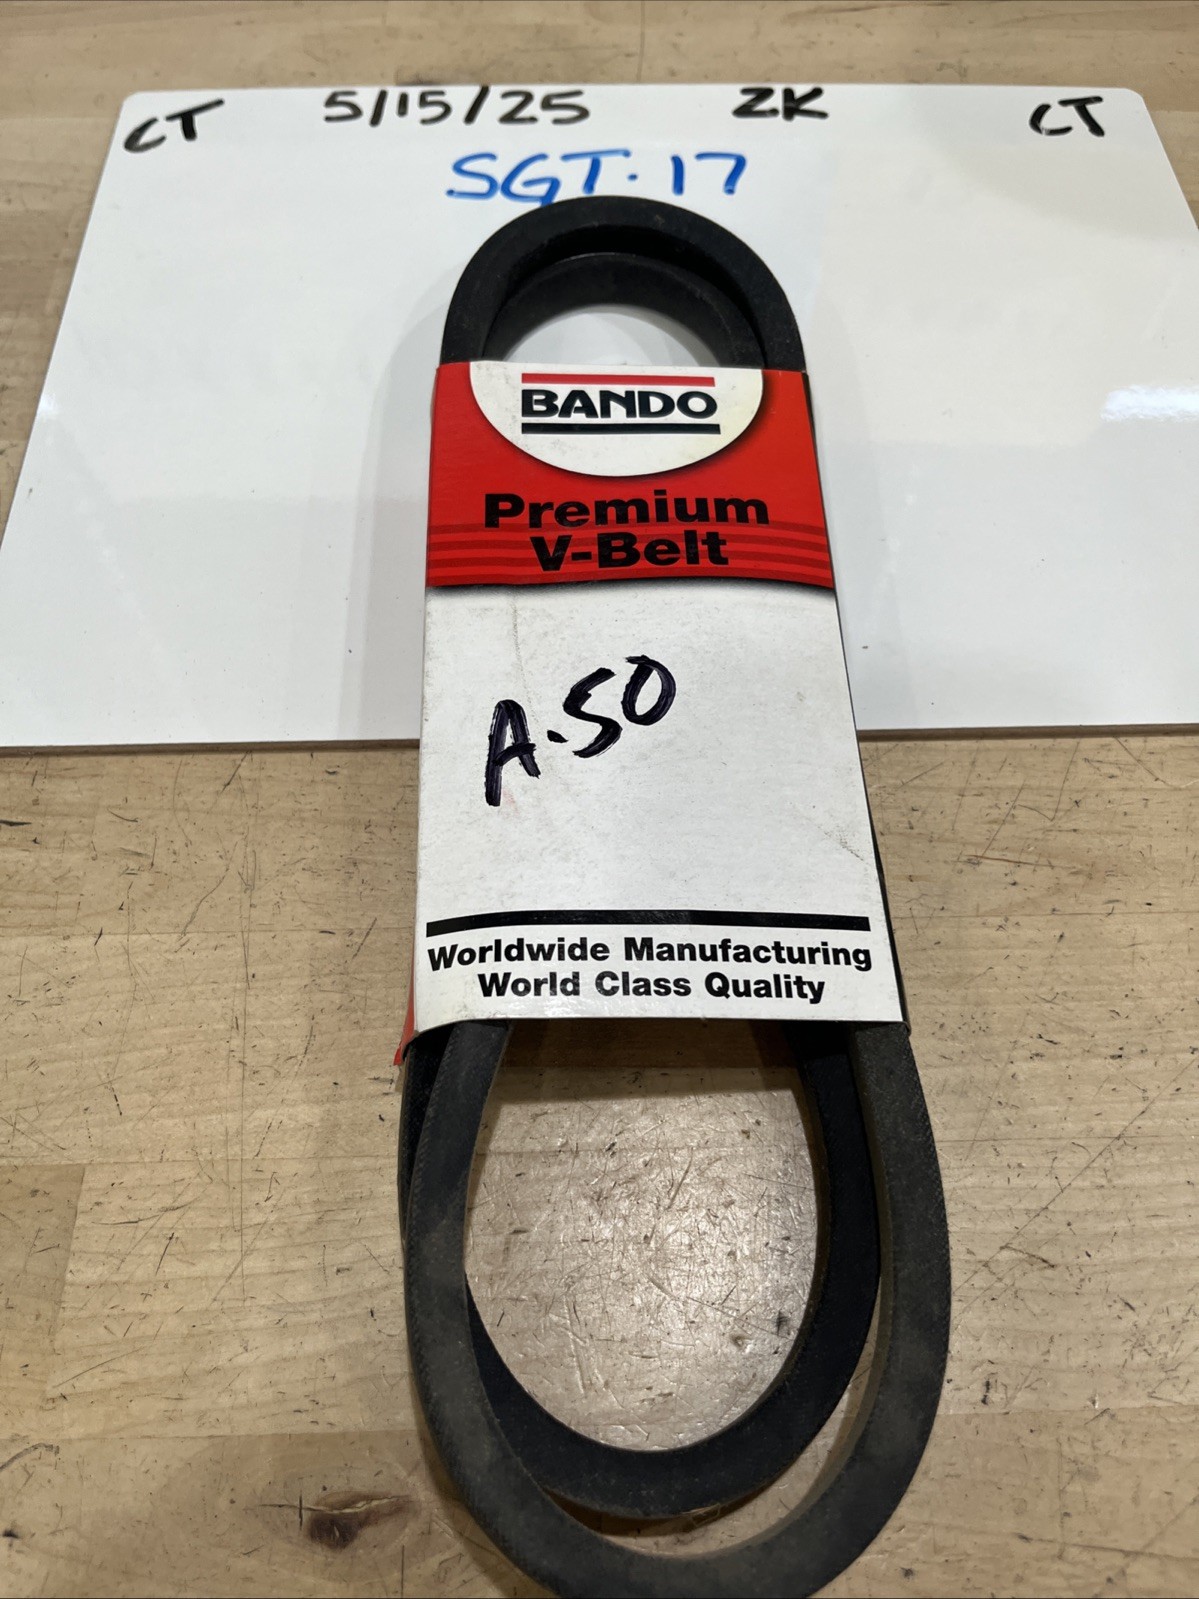 CT 5/15/25 ZK CT
SGT·17
BANDO
Premium
V-Belt
A·50
Worldwide Manufacturing
World Class Quality